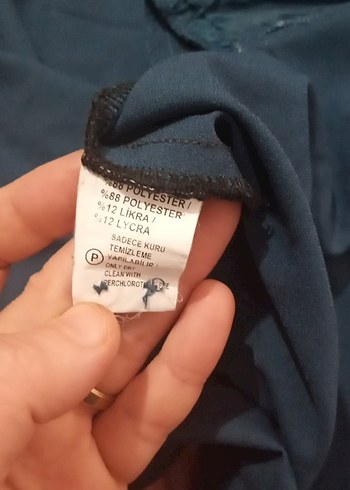 %88 POLYESTER /
%88 POLYESTER
%12 LİKRA /
%12 LYCRA
SADECE KURU
TEMİZLEME
YAPILABİLİR /
P
ONLY DRY
CLEAN WITH